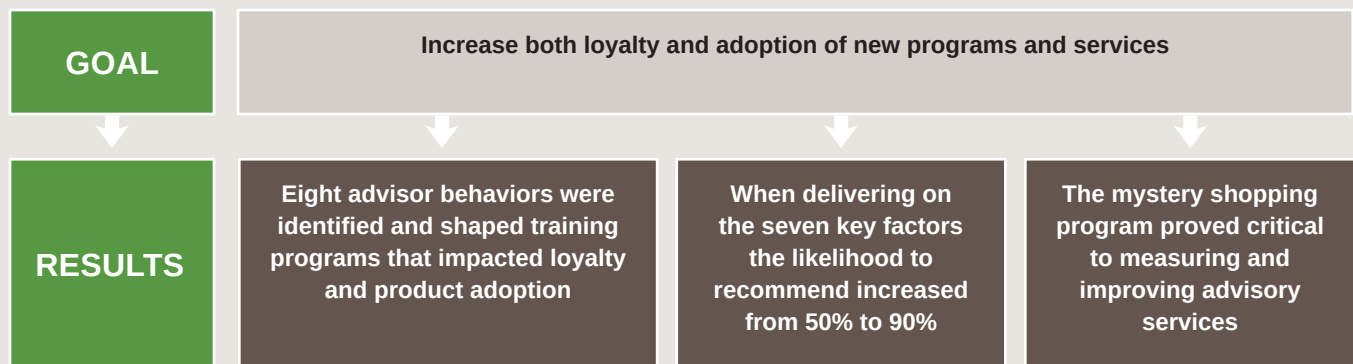 GOAL
Increase both loyalty and adoption of new programs and services
RESULTS
Eight advisor behaviors were
identified and shaped training
programs that impacted loyalty
and product adoption
When delivering on
the seven key factors
the likelihood to
recommend increased
from 50% to 90%
The mystery shopping
program proved critical
to measuring and
improving advisory
services